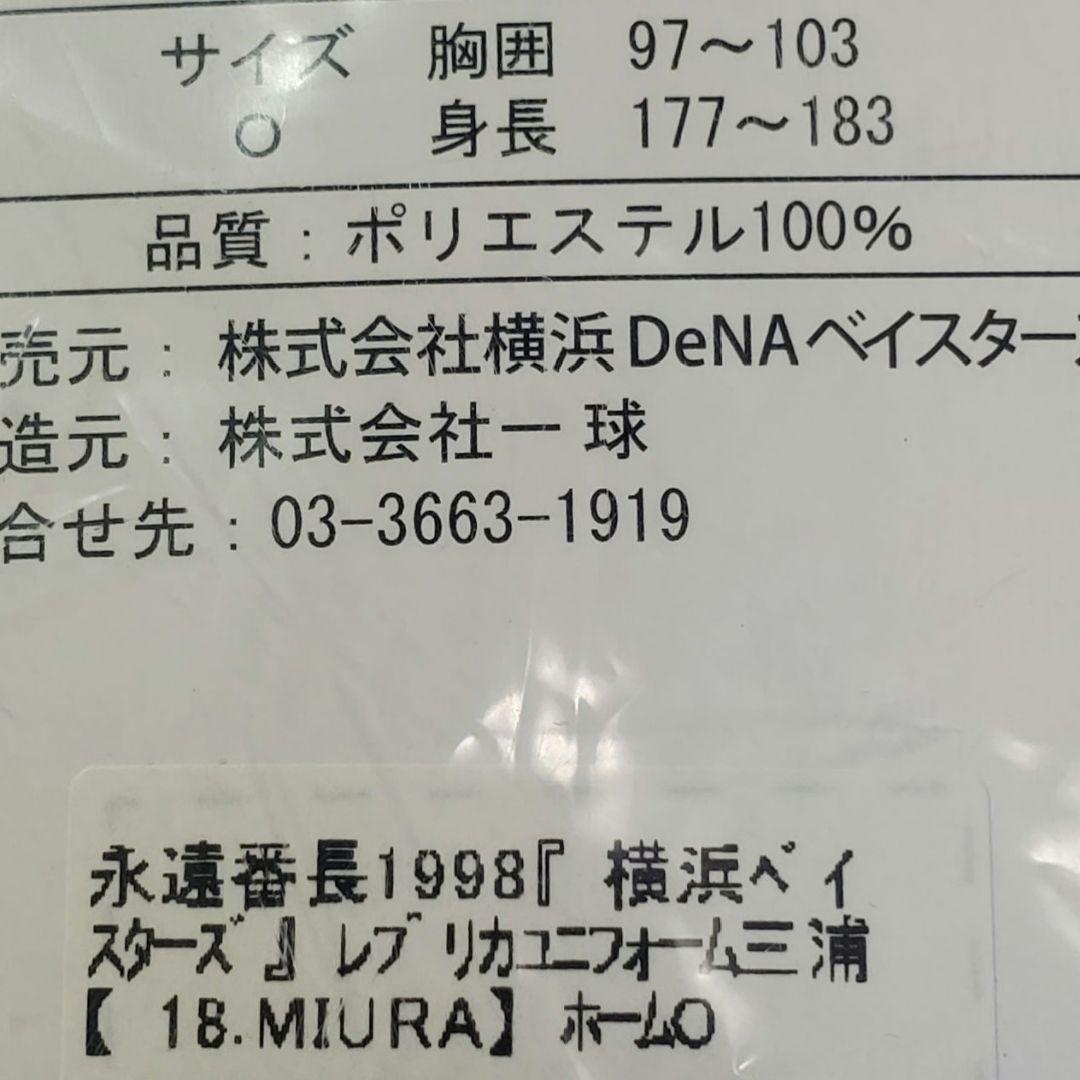 サイズ 胸囲 97～103
○ 身長 177～183
品質：ポリエステル100％
売元：株式会社横浜DeNAベイスターズ
造元：株式会社一球
合せ先：03-3663-1919
永遠番長1998『横浜ベイ
スターズ』レプリカユニフォーム三浦
【18.MIURA】ホームO